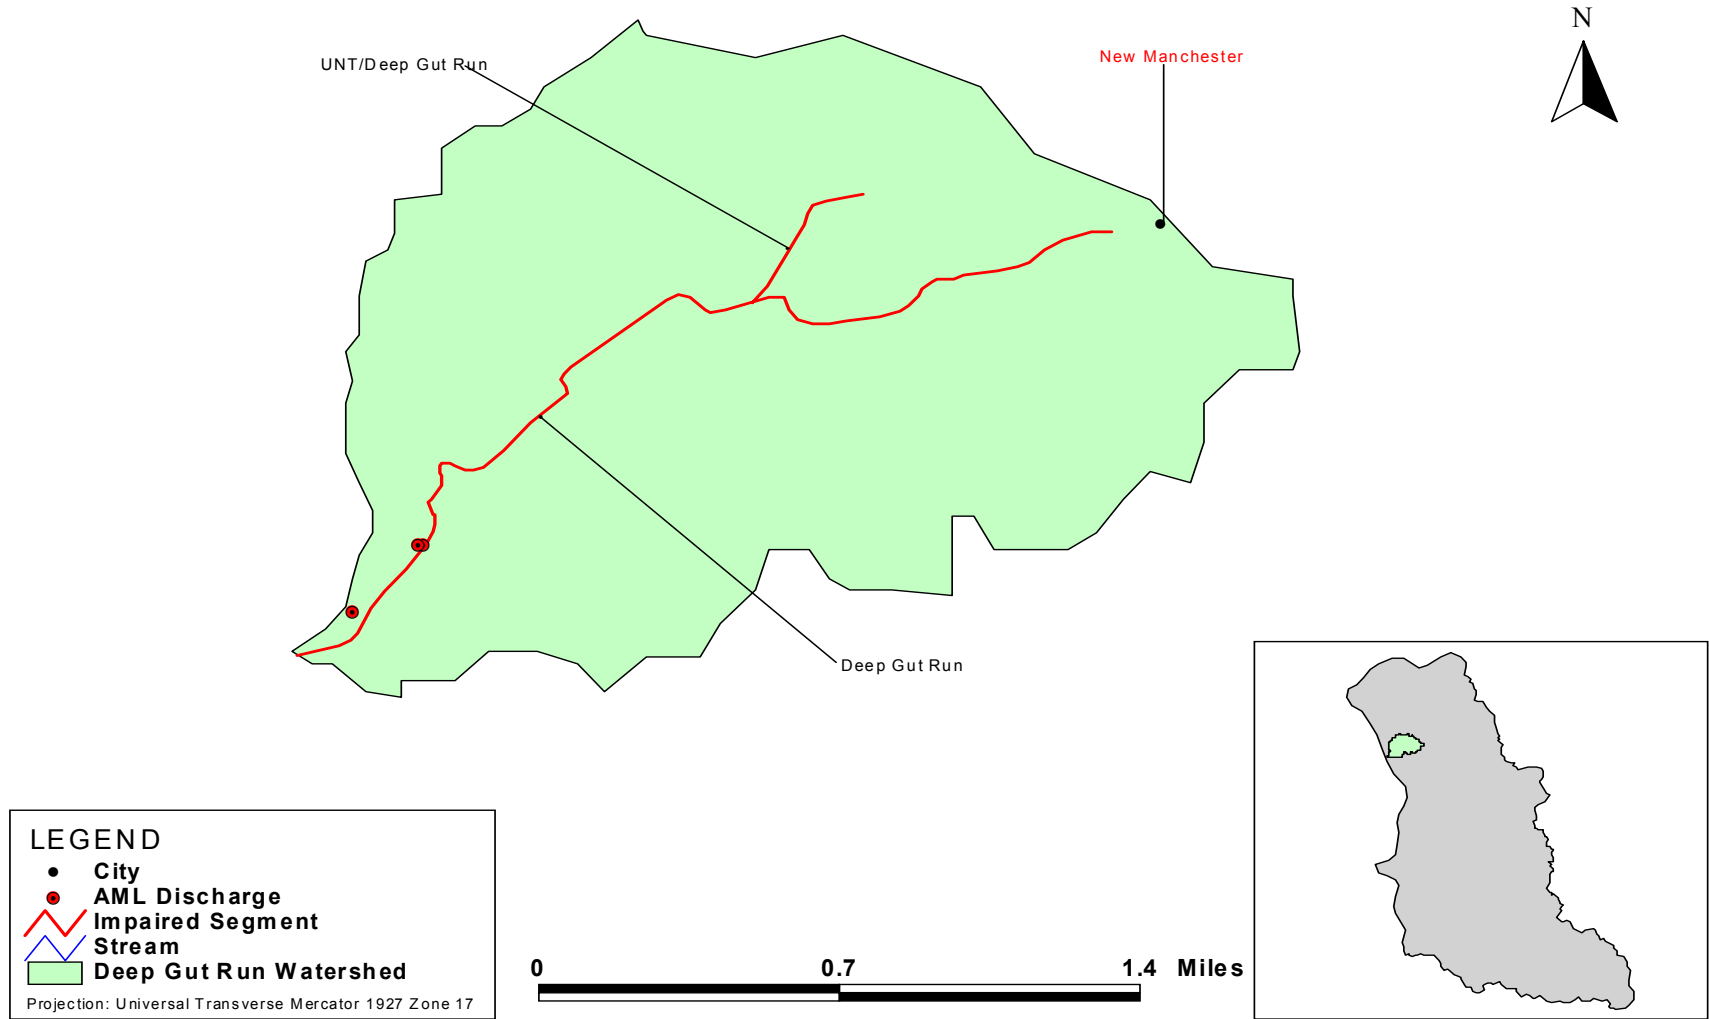 N
UNT/Deep Gut Run
New Manchester
Deep Gut Run
LEGEND
City
AML Discharge
Impaired Segment
Stream
Deep Gut Run Watershed
Projection: Universal Transverse Mercator 1927 Zone 17
0 0.7 1.4 Miles